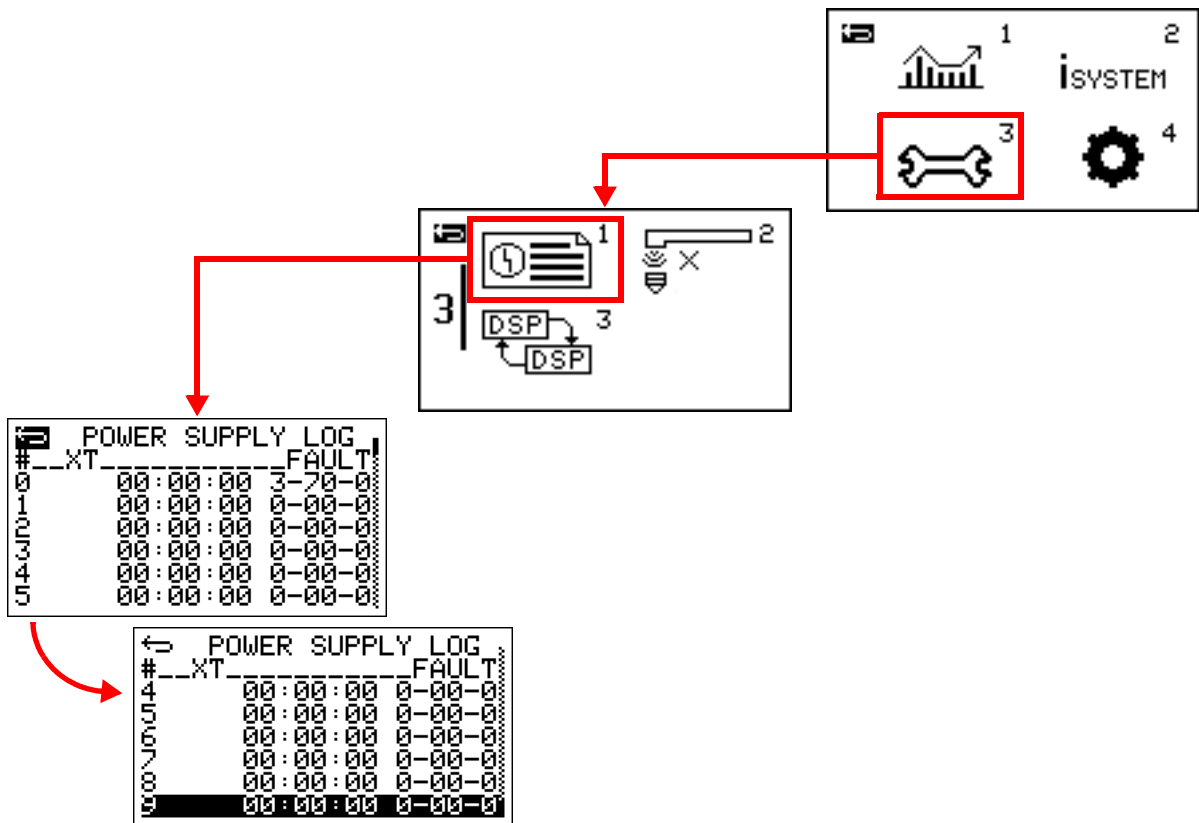 1
2
iSYSTEM
3
4
1
2
3
3
DSP
DSP
POWER SUPPLY LOG
#__XT___________FAULT
0 00:00:00 3-70-0
1 00:00:00 0-00-0
2 00:00:00 0-00-0
3 00:00:00 0-00-0
4 00:00:00 0-00-0
5 00:00:00 0-00-0
POWER SUPPLY LOG
#__XT___________FAULT
4 00:00:00 0-00-0
5 00:00:00 0-00-0
6 00:00:00 0-00-0
7 00:00:00 0-00-0
8 00:00:00 0-00-0
9 00:00:00 0-00-0